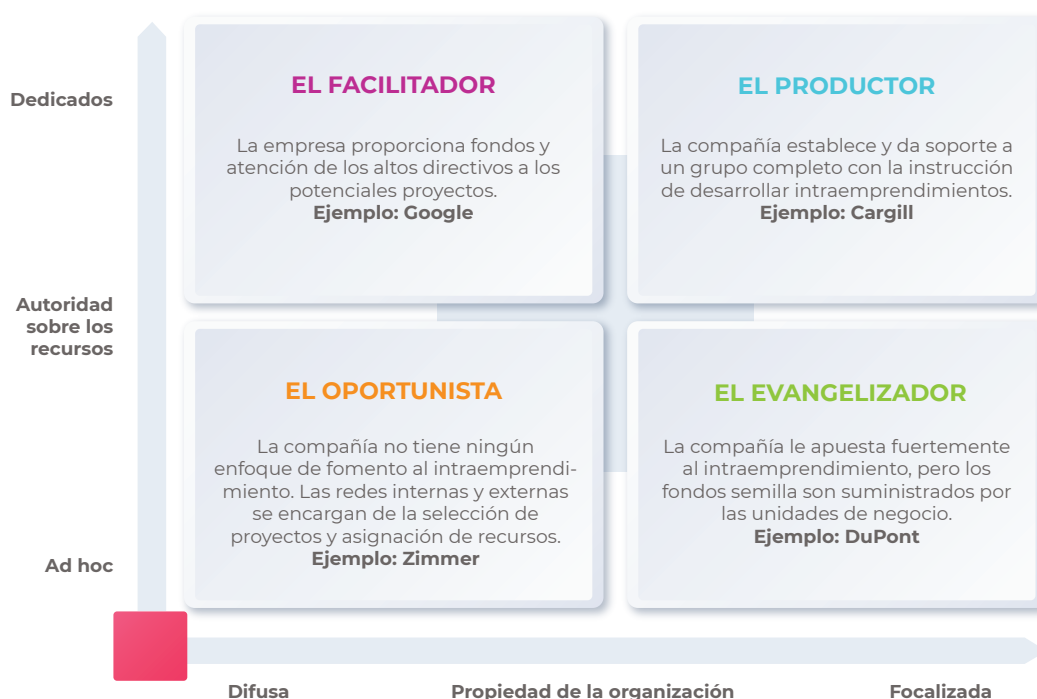 Dedicados
EL FACILITADOR
La empresa proporciona fondos y
atención de los altos directivos a los
potenciales proyectos.
Ejemplo: Google
EL PRODUCTOR
La compañía establece y da soporte a
un grupo completo con la instrucción
de desarrollar intraemprendimientos.
Ejemplo: Cargill
Autoridad
sobre los
recursos
EL OPORTUNISTA
La compañía no tiene ningún
enfoque de fomento al intraemprendi-
miento. Las redes internas y externas
se encargan de la selección de
proyectos y asignación de recursos.
Ejemplo: Zimmer
EL EVANGELIZADOR
La compañía le apuesta fuertemente
al intraemprendimiento, pero los
fondos semilla son suministrados por
las unidades de negocio.
Ejemplo: DuPont
Ad hoc
Difusa
Propiedad de la organización
Focalizada